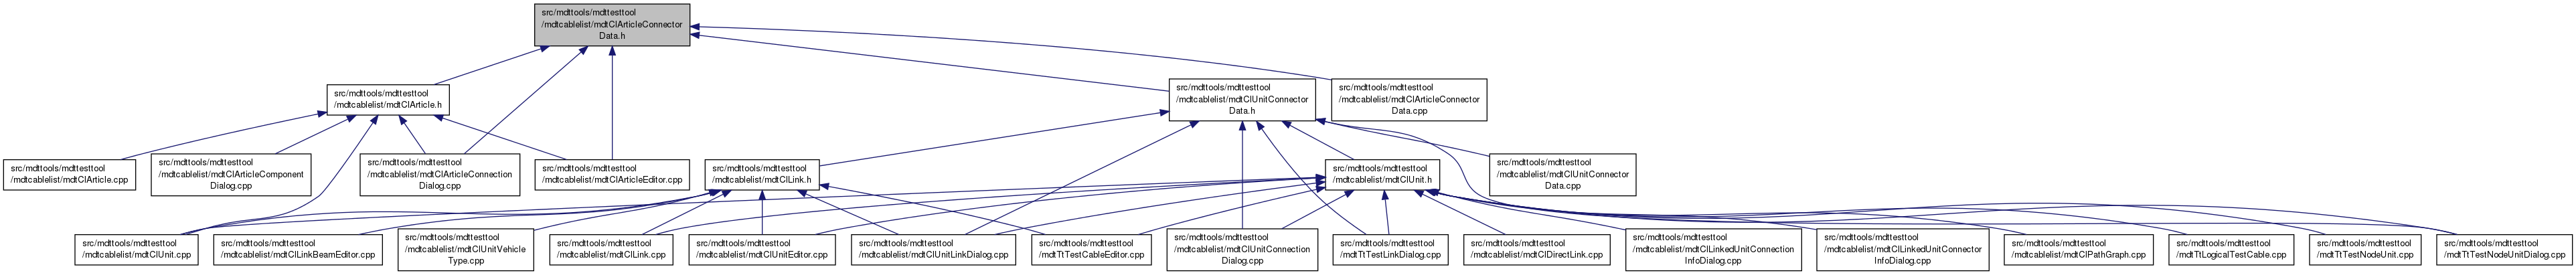 src/mdttools/mdttesttool
/mdtcablelist/mdtClArticleConnector
Data.h
src/mdttools/mdttesttool
/mdtcablelist/mdtClArticle.h
src/mdttools/mdttesttool
/mdtcablelist/mdtClUnitConnector
Data.h
src/mdttools/mdttesttool
/mdtcablelist/mdtClArticleConnector
Data.cpp
src/mdttools/mdttesttool
/mdtcablelist/mdtClArticle.cpp
src/mdttools/mdttesttool
/mdtcablelist/mdtClArticleComponent
Dialog.cpp
src/mdttools/mdttesttool
/mdtcablelist/mdtClArticleConnection
Dialog.cpp
src/mdttools/mdttesttool
/mdtcablelist/mdtClArticleEditor.cpp
src/mdttools/mdttesttool
/mdtcablelist/mdtClLink.h
src/mdttools/mdttesttool
/mdtcablelist/mdtClUnit.h
src/mdttools/mdttesttool
/mdtcablelist/mdtClUnitConnector
Data.cpp
src/mdttools/mdttesttool
/mdtcablelist/mdtClUnit.cpp
src/mdttools/mdttesttool
/mdtcablelist/mdtClLinkBeamEditor.cpp
src/mdttools/mdttesttool
/mdtcablelist/mdtClUnitVehicle
Type.cpp
src/mdttools/mdttesttool
/mdtcablelist/mdtClLink.cpp
src/mdttools/mdttesttool
/mdtcablelist/mdtClUnitEditor.cpp
src/mdttools/mdttesttool
/mdtcablelist/mdtClUnitLinkDialog.cpp
src/mdttools/mdttesttool
/mdtTtTestCableEditor.cpp
src/mdttools/mdttesttool
/mdtcablelist/mdtClUnitConnection
Dialog.cpp
src/mdttools/mdttesttool
/mdtTtTestLinkDialog.cpp
src/mdttools/mdttesttool
/mdtcablelist/mdtClDirectLink.cpp
src/mdttools/mdttesttool
/mdtcablelist/mdtClLinkedUnitConnection
InfoDialog.cpp
src/mdttools/mdttesttool
/mdtcablelist/mdtClLinkedUnitConnector
InfoDialog.cpp
src/mdttools/mdttesttool
/mdtcablelist/mdtClPathGraph.cpp
src/mdttools/mdttesttool
/mdtTtLogicalTestCable.cpp
src/mdttools/mdttesttool
/mdtTtTestNodeUnit.cpp
src/mdttools/mdttesttool
/mdtTtTestNodeUnitDialog.cpp